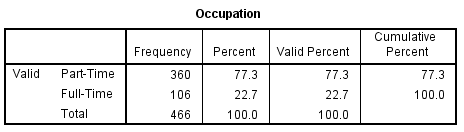 Occupation
Frequency Percent Valid Percent Cumulative Percent
Valid Part-Time 360 77.3 77.3 77.3
Full-Time 106 22.7 22.7 100.0
Total 466 100.0 100.0